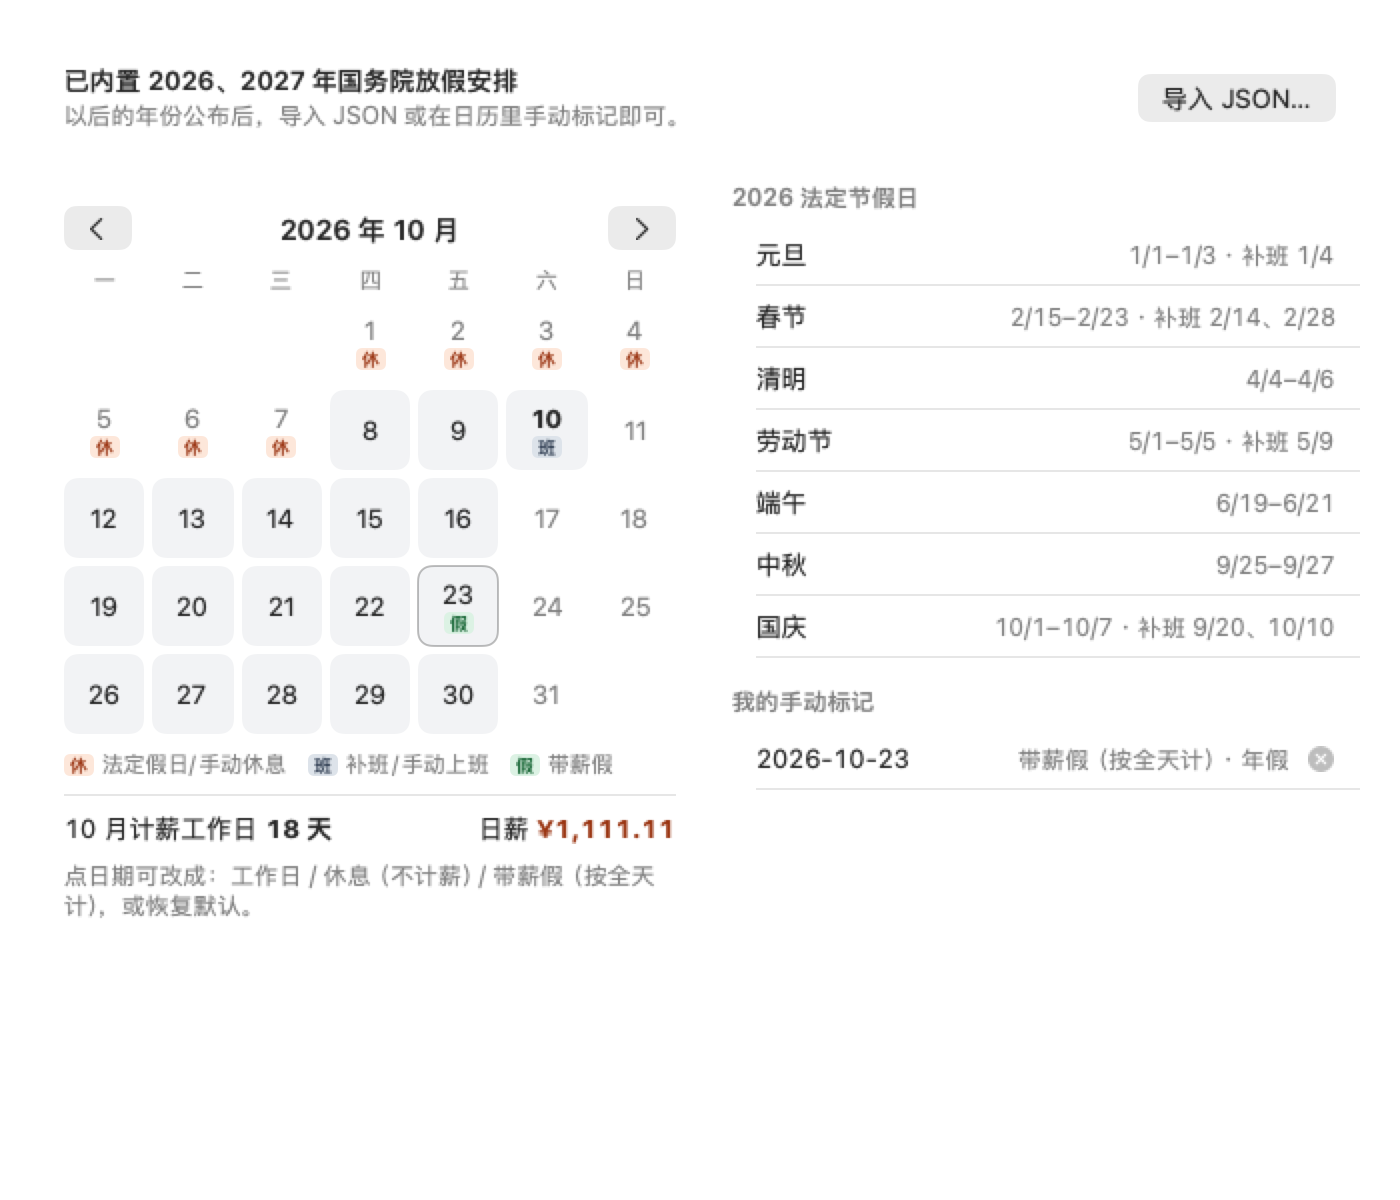 已内置 2026、2027 年国务院放假安排
以后的年份公布后，导入 JSON 或在日历里手动标记即可。
导入 JSON...
2026 年 10 月
一 二 三 四 五 六 日
1 2 3 4
休 休 休 休
5 6 7 8 9 10 11
休 休 休 班
12 13 14 15 16 17 18
19 20 21 22 23 24 25
假
26 27 28 29 30 31
休 法定假日/手动休息 班 补班/手动上班 假 带薪假
10 月计薪工作日 18 天 日薪 ¥1,111.11
点日期可改成：工作日 / 休息（不计薪）/ 带薪假（按全天
计），或恢复默认。
2026 法定节假日
元旦 1/1–1/3 · 补班 1/4
春节 2/15–2/23 · 补班 2/14、2/28
清明 4/4–4/6
劳动节 5/1–5/5 · 补班 5/9
端午 6/19–6/21
中秋 9/25–9/27
国庆 10/1–10/7 · 补班 9/20、10/10
我的手动标记
2026-10-23 带薪假（按全天计）· 年假